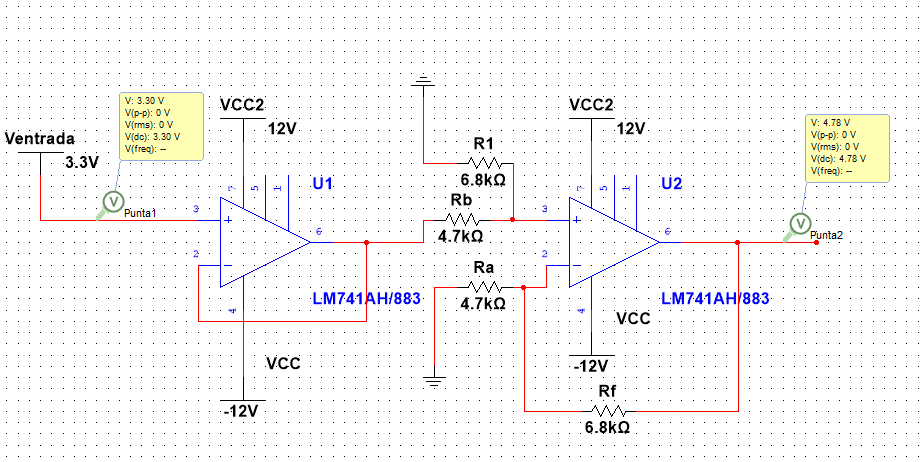 Ventrada
3.3V
V: 3.30 V
V(p-p): 0 V
V(rms): 0 V
V(dc): 3.30 V
V(freq): --
V
Punta1
VCC2
12V
7
5
1
U1
3
+
2
−
6
4
LM741AH/883
VCC
-12V
R1
6.8kΩ
Rb
4.7kΩ
Ra
4.7kΩ
VCC2
12V
7
5
1
U2
3
+
2
−
6
4
LM741AH/883
VCC
-12V
Rf
6.8kΩ
V: 4.78 V
V(p-p): 0 V
V(rms): 0 V
V(dc): 4.78 V
V(freq): --
V
Punta2